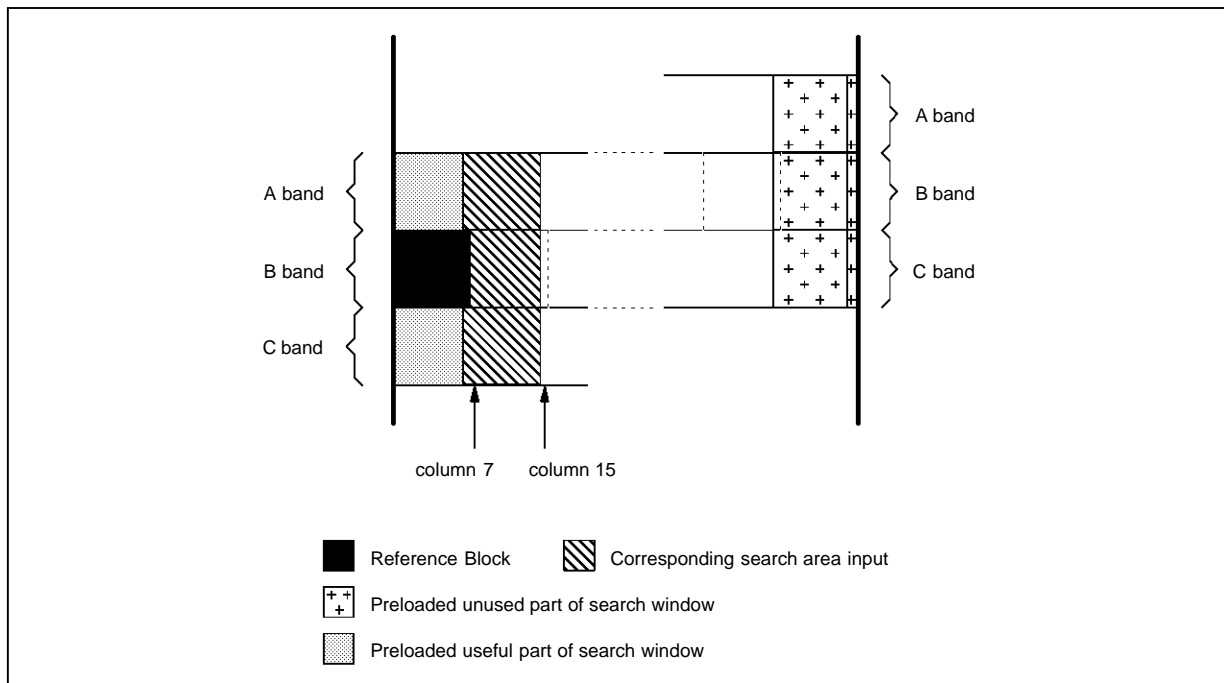 A band
A band
B band
B band
C band
C band
column 7 column 15
Reference Block Corresponding search area input
Preloaded unused part of search window
Preloaded useful part of search window